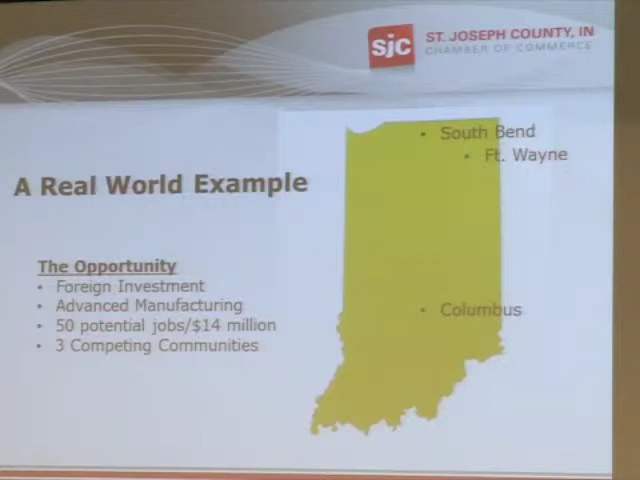 sjc
ST. JOSEPH COUNTY, IN
CHAMBER OF COMMERCE
• South Bend
• Ft. Wayne
A Real World Example
The Opportunity
• Foreign Investment
• Advanced Manufacturing
• 50 potential jobs/$14 million
• 3 Competing Communities
• Columbus